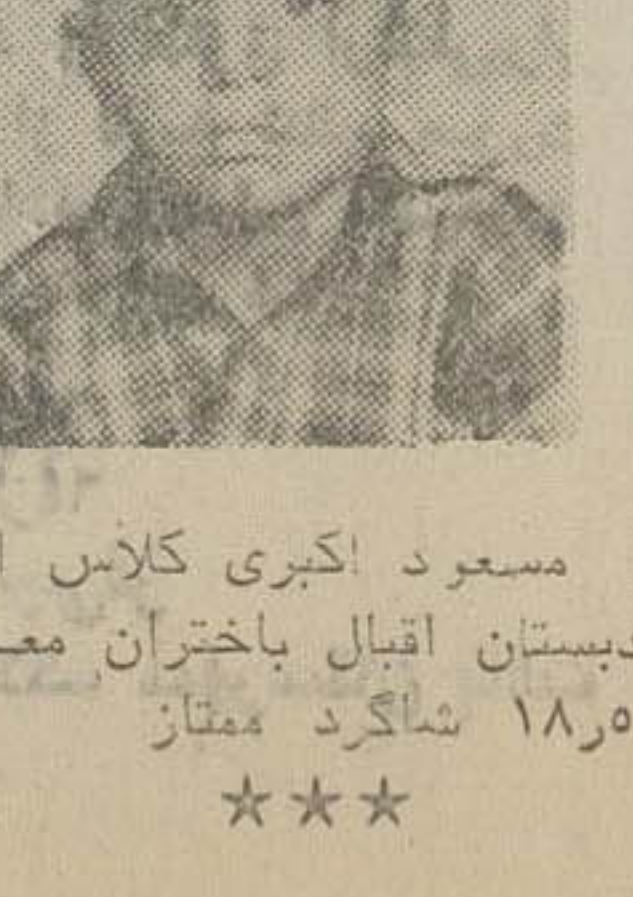 مسعود اکبری کلاس
دبستان اقبال باختران
۱۸٫۵ شاگرد ممتاز
★★★